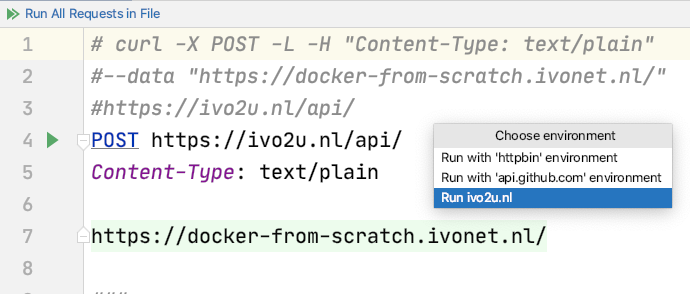 Run All Requests in File
1 # curl -X POST -L -H "Content-Type: text/plain"
2 #--data "https://docker-from-scratch.ivonet.nl/"
3 #https://ivo2u.nl/api/
4 POST https://ivo2u.nl/api/
5 Content-Type: text/plain
6
7 https://docker-from-scratch.ivonet.nl/
8
Choose environment
Run with 'httpbin' environment
Run with 'api.github.com' environment
Run ivo2u.nl